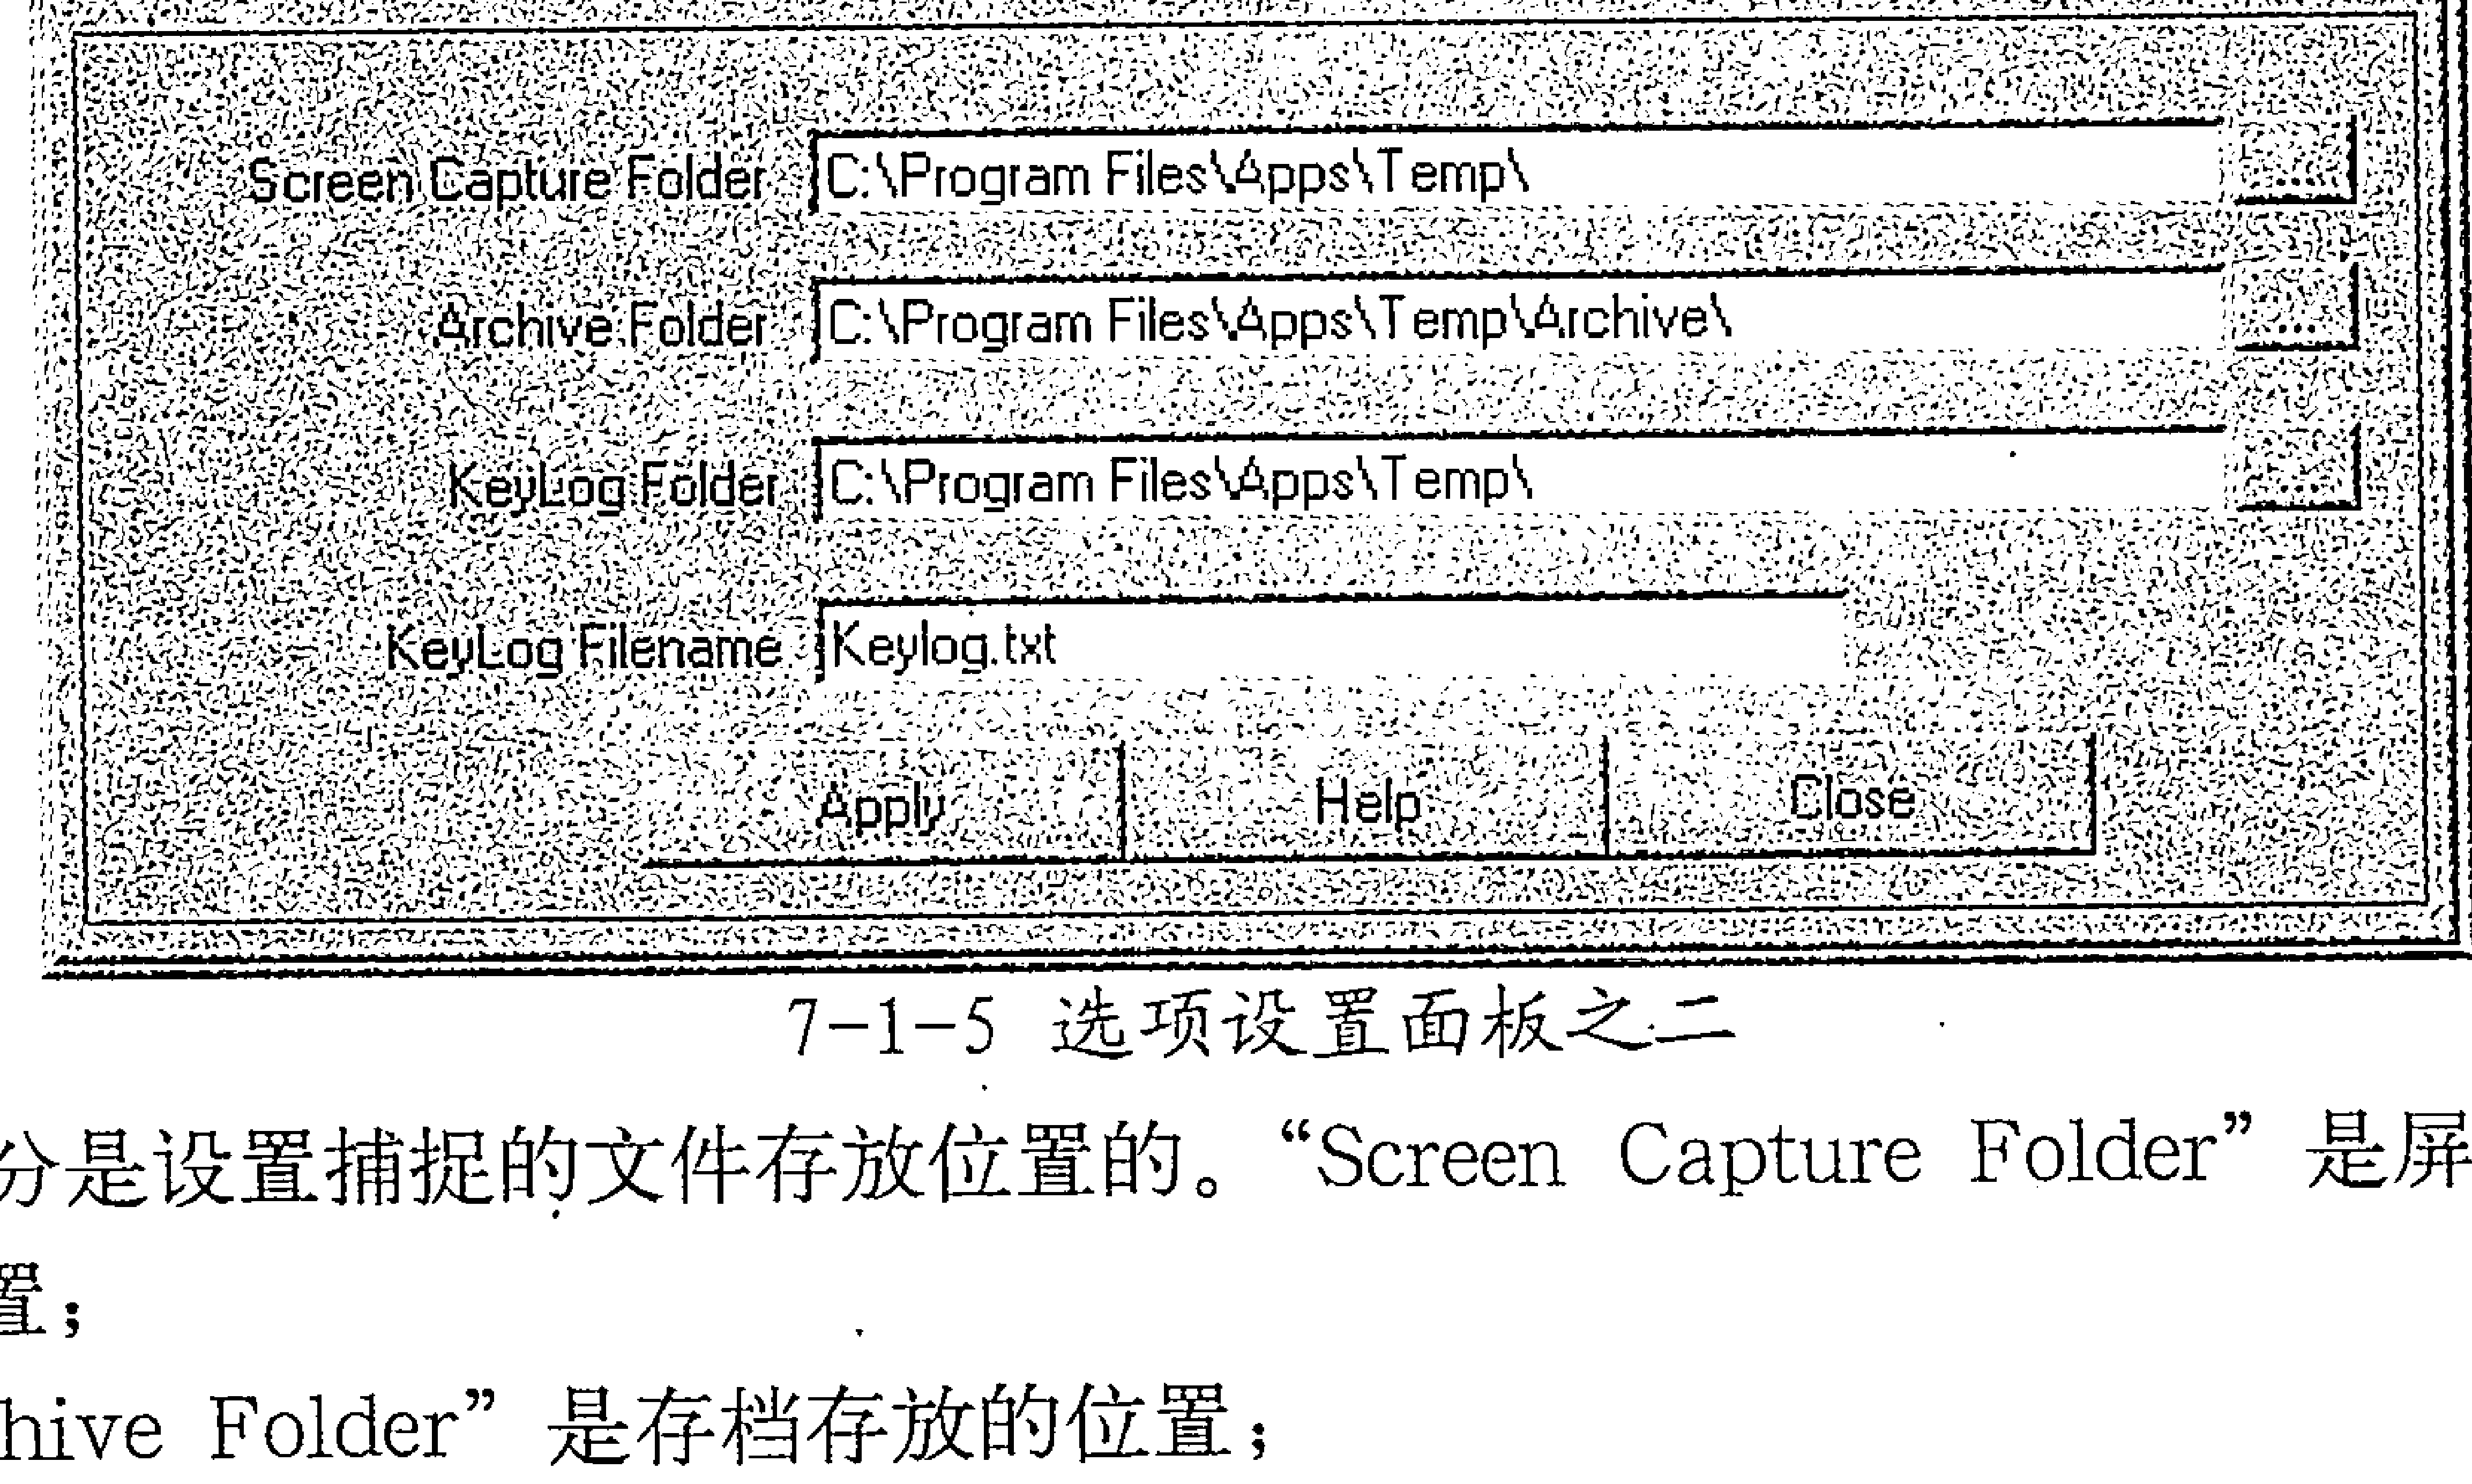 Screen Capture Folder C:\Program Files\Apps\Temp\ ...
Archive Folder C:\Program Files\Apps\Temp\Archive\ ...
KeyLog Folder C:\Program Files\Apps\Temp\ ...
KeyLog Filename Keylog.txt
Apply Help Close
7-1-5 选项设置面板之二
分是设置捕捉的文件存放位置的。“Screen Capture Folder”是屏
置；
hive Folder”是存档存放的位置；